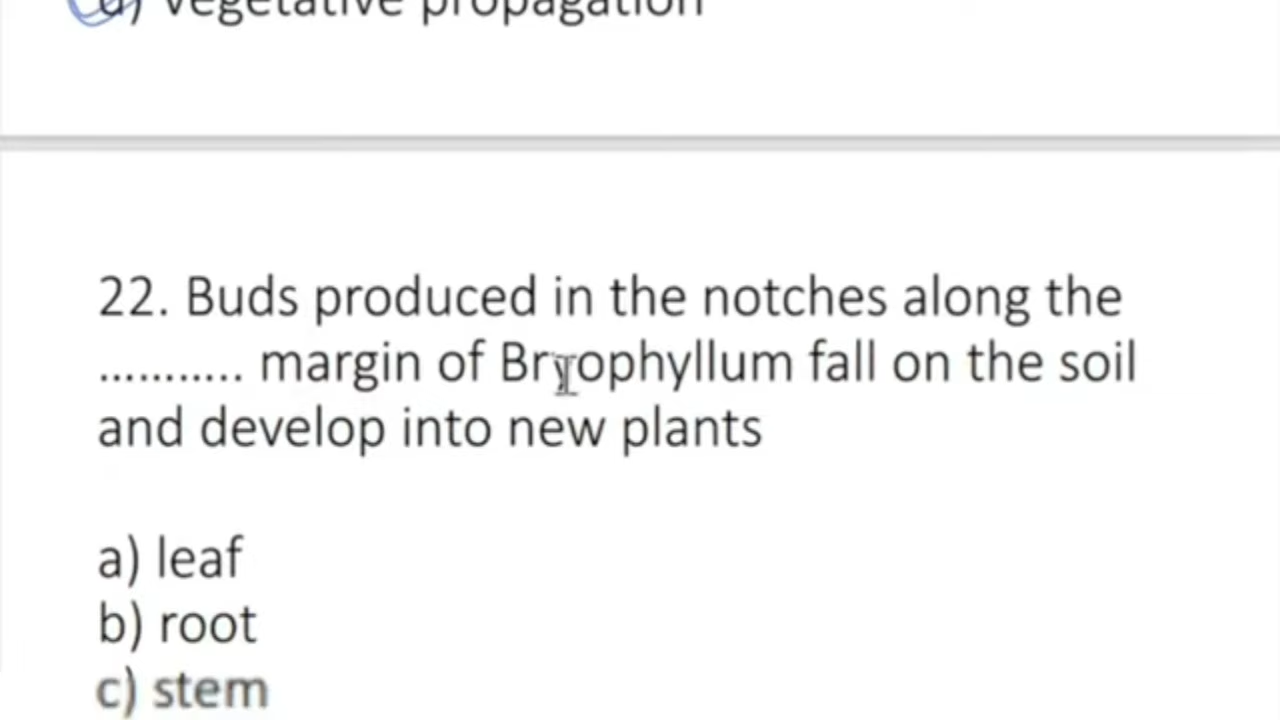 d) vegetative propagation
22. Buds produced in the notches along the
........... margin of Bryophyllum fall on the soil
and develop into new plants
a) leaf
b) root
c) stem